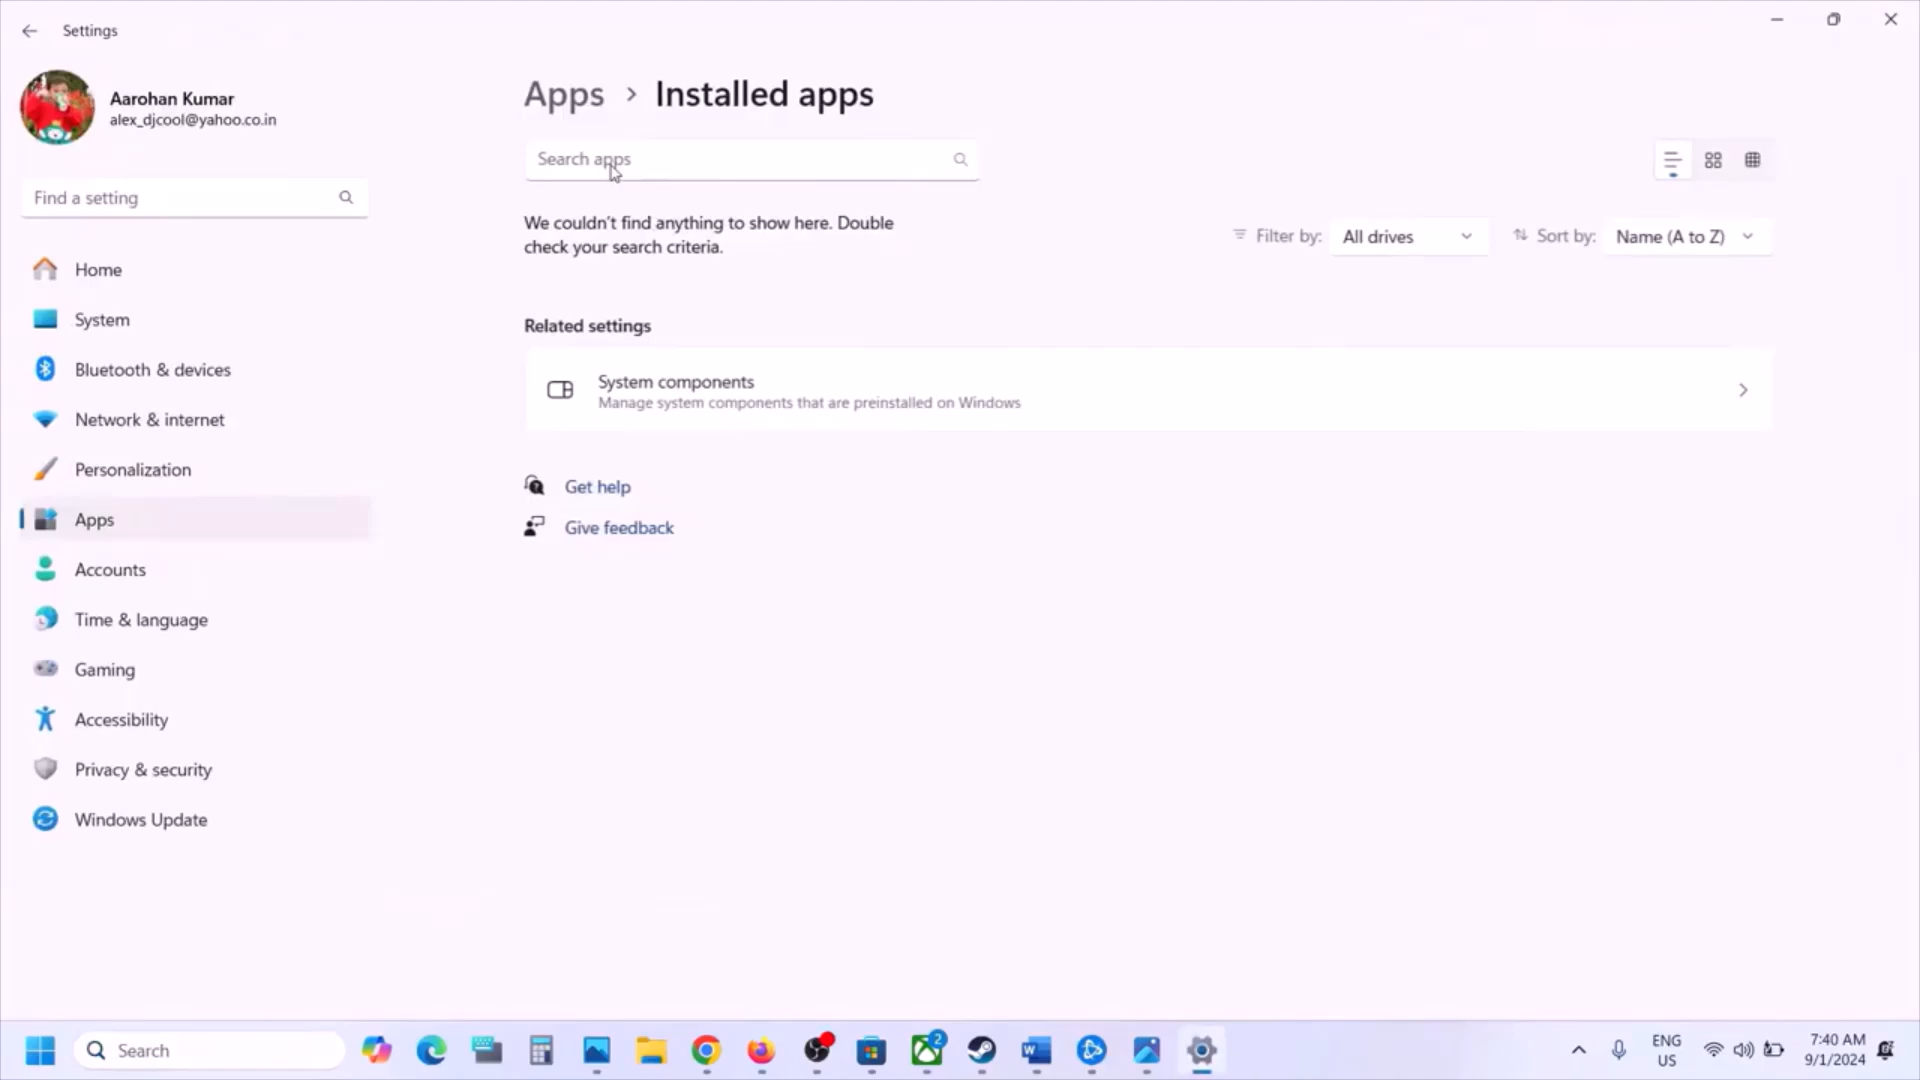 Settings
Aarohan Kumar
alex_djcool@yahoo.co.in
Find a setting
Home
System
Bluetooth & devices
Network & internet
Personalization
Apps
Accounts
Time & language
Gaming
Accessibility
Privacy & security
Windows Update
Apps > Installed apps
Search apps
We couldn't find anything to show here. Double
check your search criteria.
Filter by: All drives
Sort by: Name (A to Z)
Related settings
System components
Manage system components that are preinstalled on Windows
Get help
Give feedback
Search
2
ENG
US
7:40 AM
9/1/2024